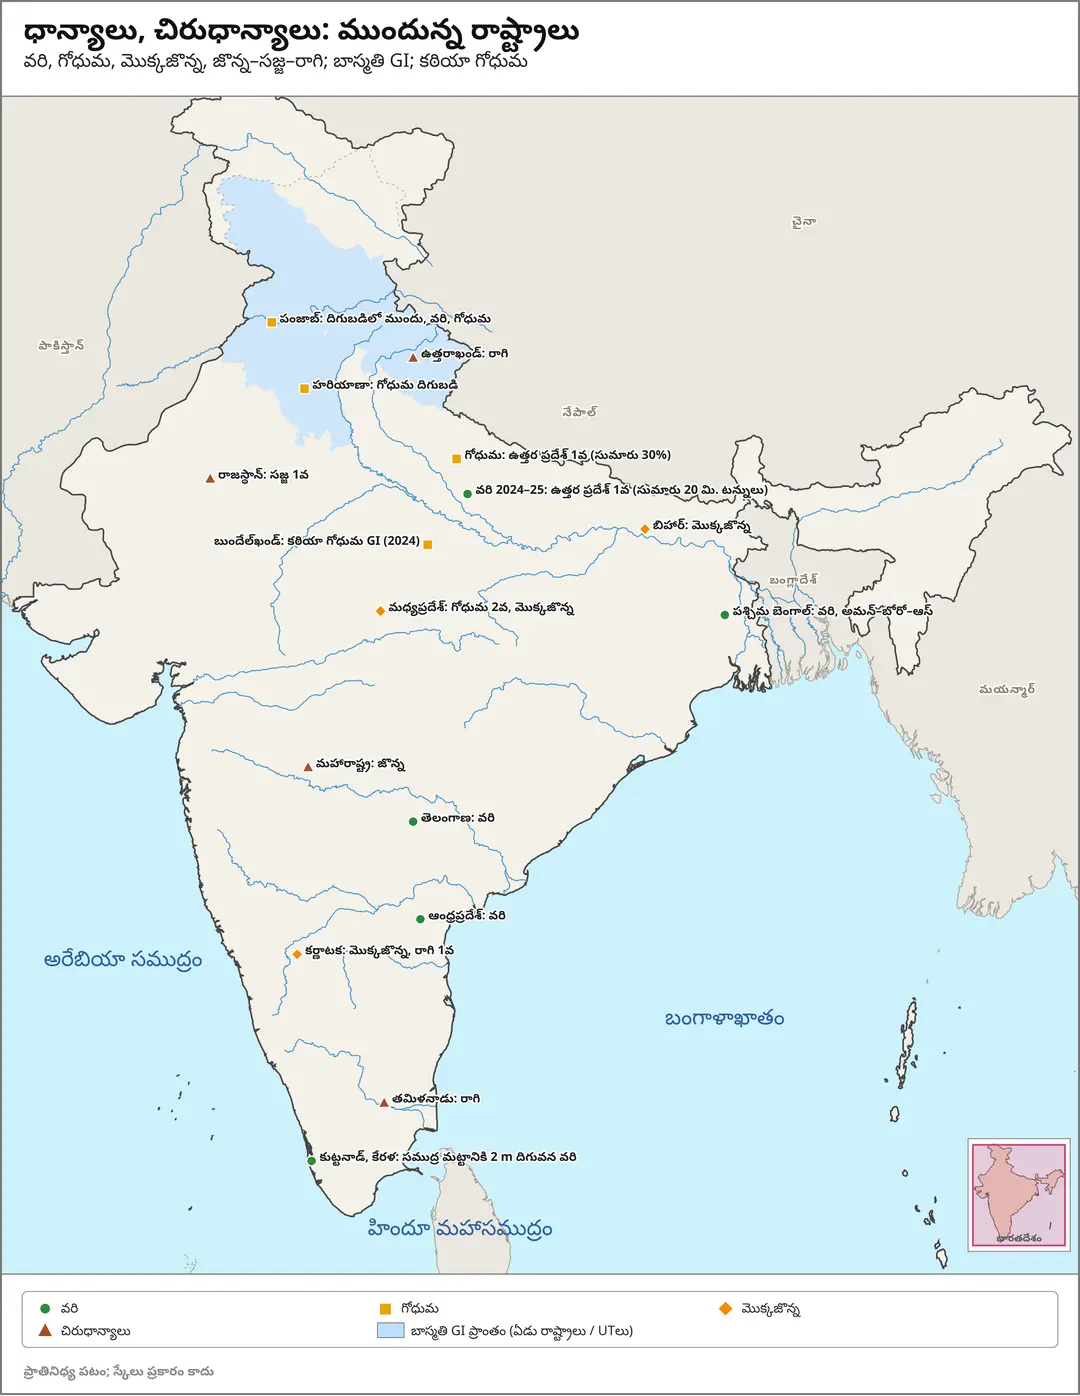 ధాన్యాలు, చిరుధాన్యాలు: ముందున్న రాష్ట్రాలు
వరి, గోధుమ, మొక్కజొన్న, జొన్న–సజ్జ–రాగి; బాస్మతి GI; కఠియా గోధుమ
చైనా
పాకిస్తాన్
పంజాబ్: దిగుబడిలో ముందు, వరి, గోధుమ
ఉత్తరాఖండ్: రాగి
హరియాణా: గోధుమ దిగుబడి
నేపాల్
గోధుమ: ఉత్తర ప్రదేశ్ 1వ (సుమారు 30%)
రాజస్థాన్: సజ్జ 1వ
వరి 2024–25: ఉత్తర ప్రదేశ్ 1వ (సుమారు 20 మి. టన్నులు)
బిహార్: మొక్కజొన్న
బుందేల్‌ఖండ్: కఠియా గోధుమ GI (2024)
బంగ్లాదేశ్
మధ్యప్రదేశ్: గోధుమ 2వ, మొక్కజొన్న
పశ్చిమ బెంగాల్: వరి, అమన్–బోరో–ఆస్
మయన్మార్
మహారాష్ట్ర: జొన్న
తెలంగాణ: వరి
ఆంధ్రప్రదేశ్: వరి
కర్ణాటక: మొక్కజొన్న, రాగి 1వ
అరేబియా సముద్రం
బంగాళాఖాతం
తమిళనాడు: రాగి
కుట్టనాడ్, కేరళ: సముద్ర మట్టానికి 2 m దిగువన వరి
హిందూ మహాసముద్రం
భారతదేశం
వరి
గోధుమ
మొక్కజొన్న
చిరుధాన్యాలు
బాస్మతి GI ప్రాంతం (ఏడు రాష్ట్రాలు / UTలు)
ప్రాతినిధ్య పటం; స్కేలు ప్రకారం కాదు